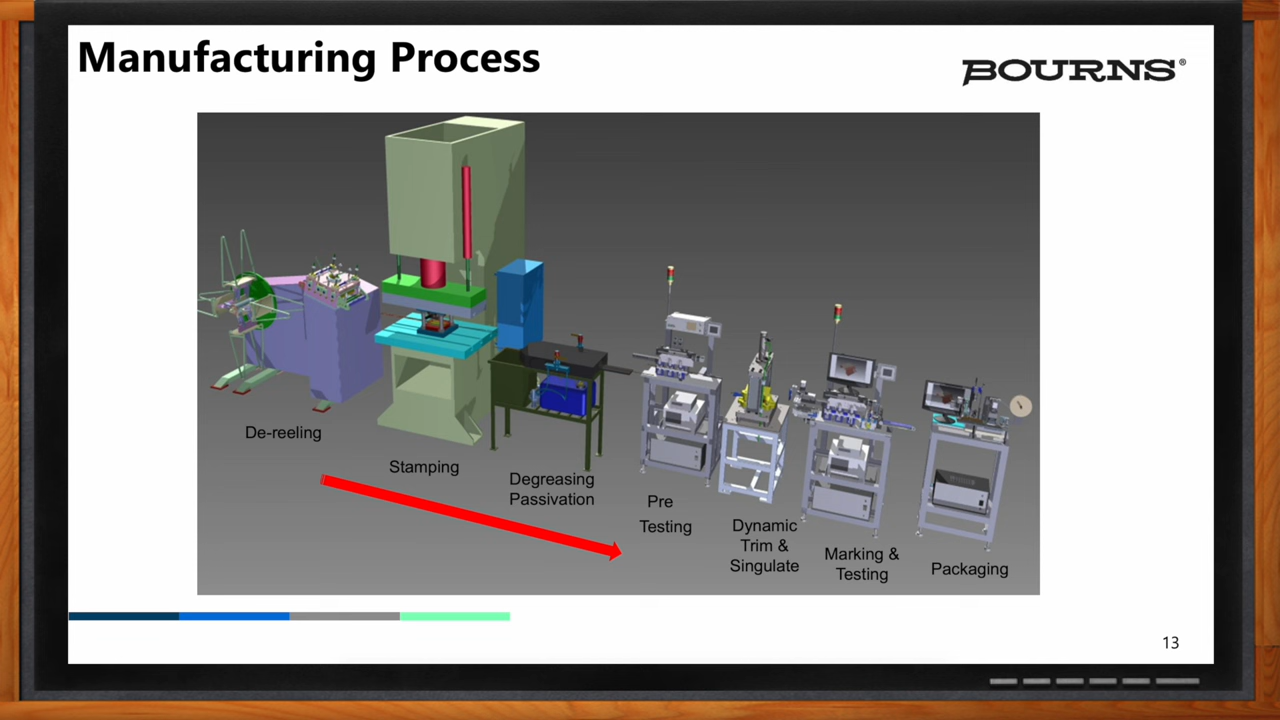 Manufacturing Process
BOURNS®
De-reeling
Stamping
Degreasing
Passivation
Pre
Testing
Dynamic
Trim &
Singulate
Marking &
Testing
Packaging
13